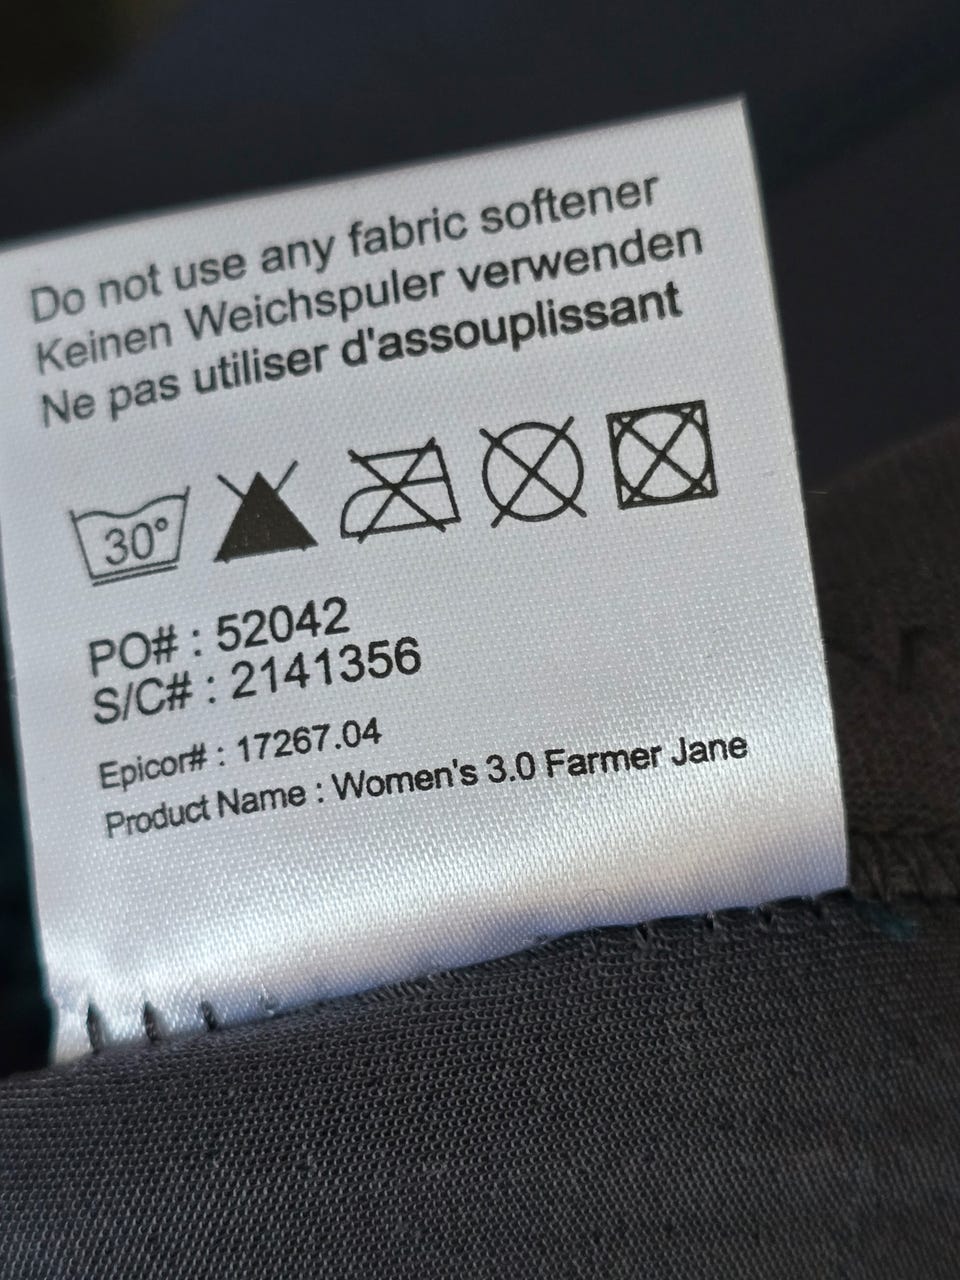 Do not use any fabric softener
Keinen Weichspuler verwenden
Ne pas utiliser d'assouplissant
30°
PO# : 52042
S/C# : 2141356
Epicor# : 17267.04
Product Name : Women's 3.0 Farmer Jane